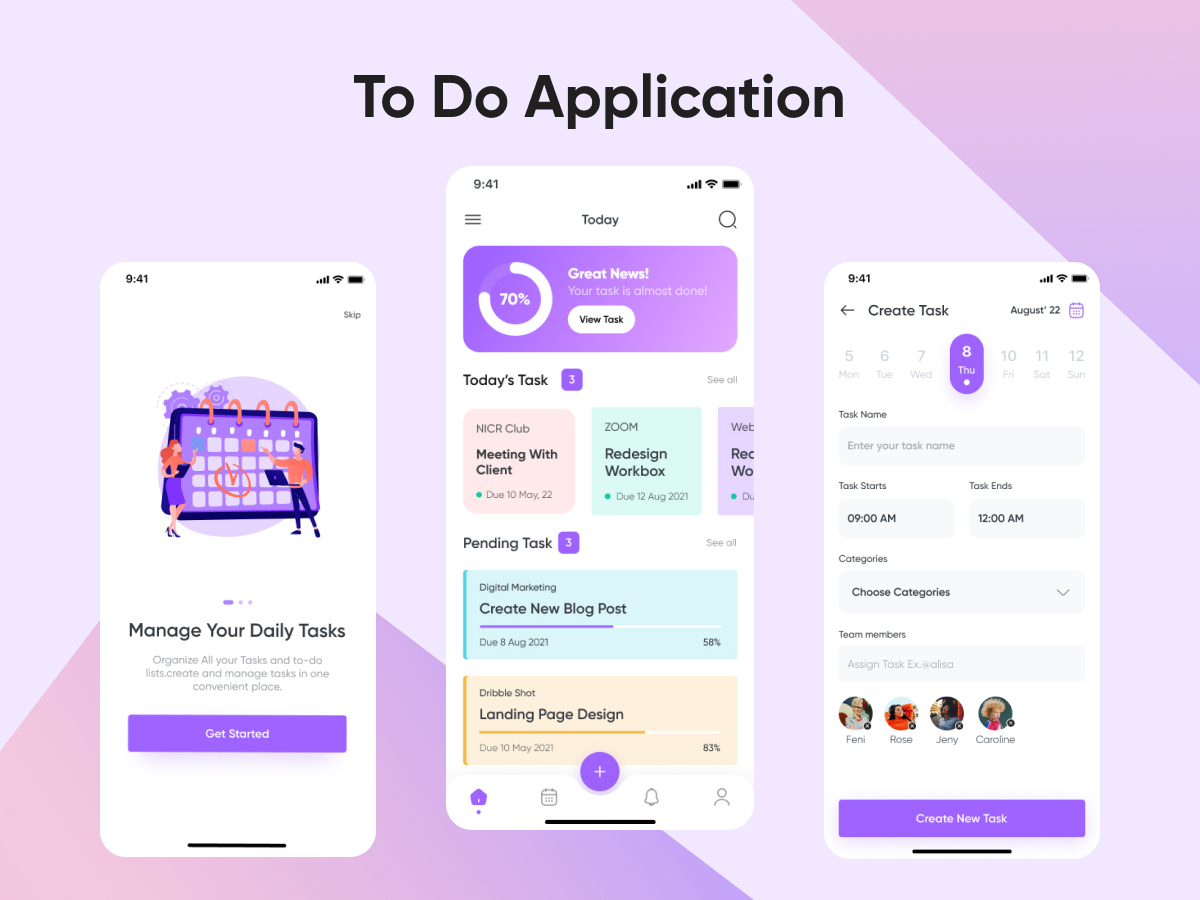 To Do Application
9:41
Skip
Manage Your Daily Tasks
Organize All your Tasks and to-do
lists.create and manage tasks in one
convenient place.
Get Started
9:41
Today
70%
Great News!
Your task is almost done!
View Task
Today's Task 3 See all
NICR Club
Meeting With
Client
Due 10 May, 22
ZOOM
Redesign
Workbox
Due 12 Aug 2021
Web
Rec
Wo
Du
Pending Task 3 See all
Digital Marketing
Create New Blog Post
Due 8 Aug 2021 58%
Dribble Shot
Landing Page Design
Due 10 May 2021 83%
+
9:41
Create Task August' 22
5 6 7 8 10 11 12
Mon Tue Wed Thu Fri Sat Sun
Task Name
Enter your task name
Task Starts Task Ends
09:00 AM 12:00 AM
Categories
Choose Categories
Team members
Assign Task Ex.@alisa
Feni Rose Jeny Caroline
Create New Task